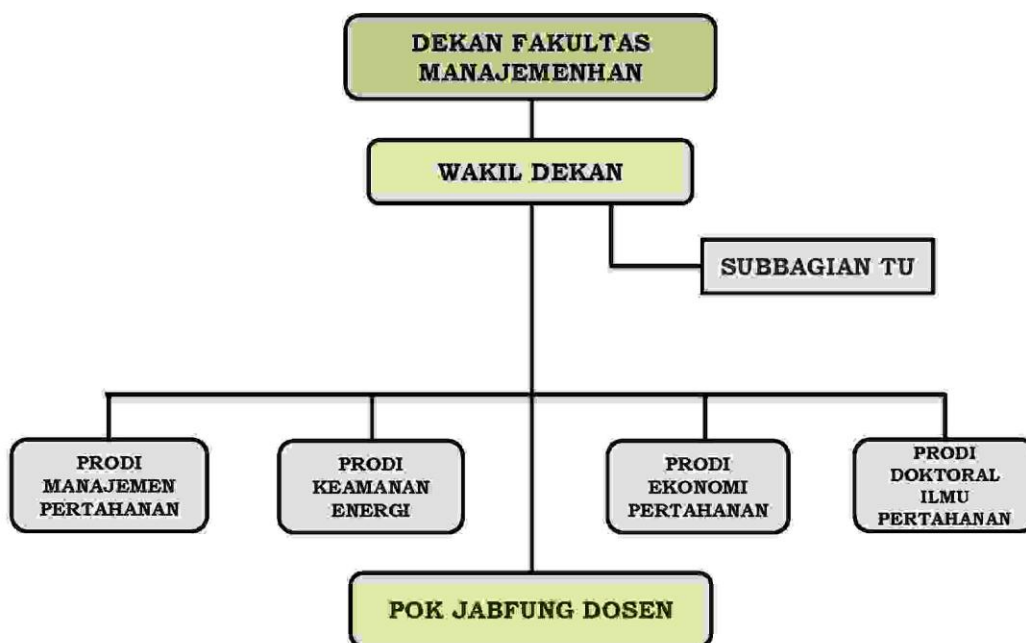 DEKAN FAKULTAS
MANAJEMENHAN
WAKIL DEKAN
SUBBAGIAN TU
PRODI
MANAJEMEN
PERTAHANAN
PRODI
KEAMANAN
ENERGI
PRODI
EKONOMI
PERTAHANAN
PRODI
DOKTORAL
ILMU
PERTAHANAN
POK JABFUNG DOSEN